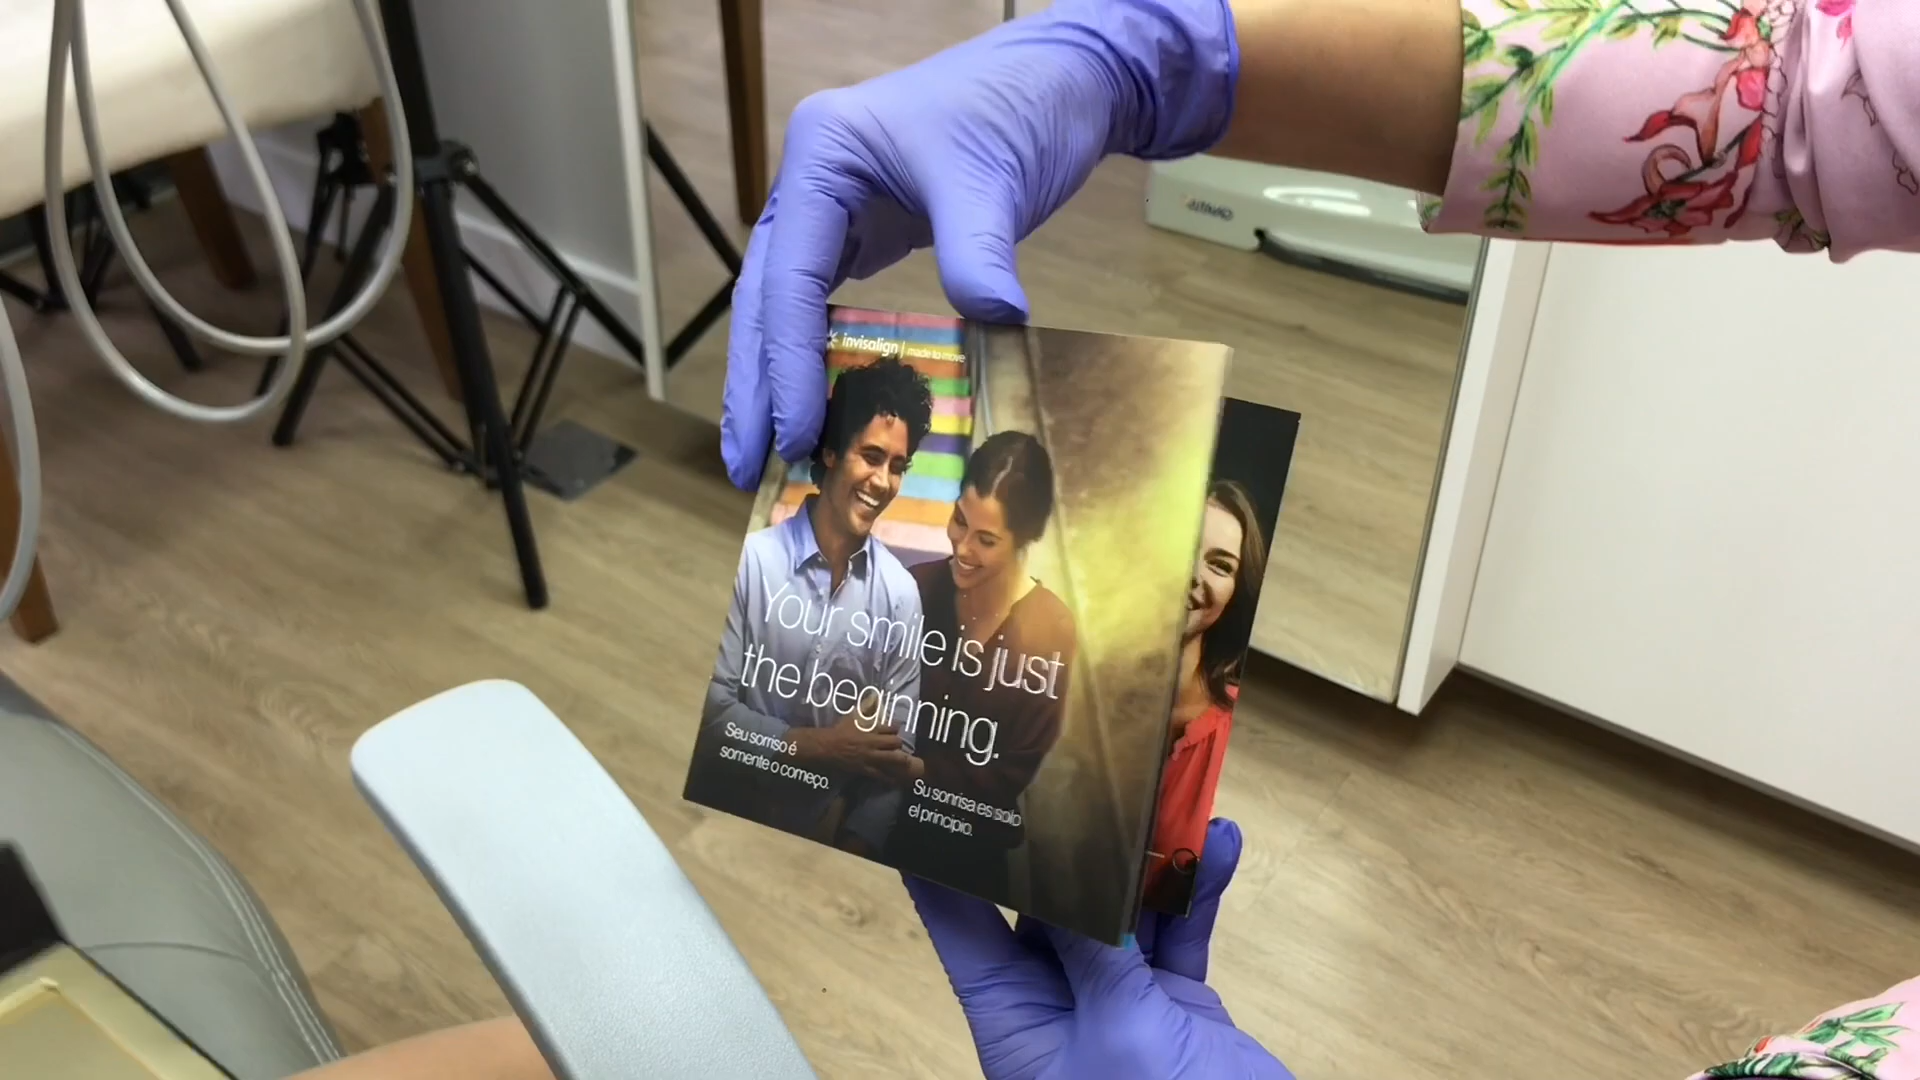 invisalign | made to move
Your smile is just
the beginning.
Seu sorriso é
somente o começo.
Su sonrisa es solo
el principio.